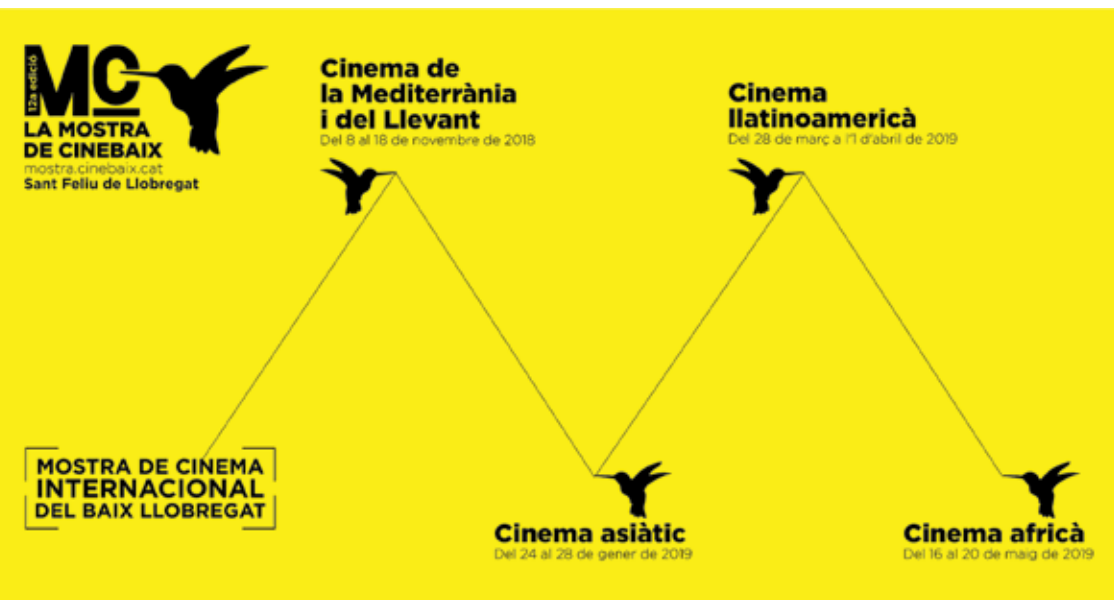 12a edició
MC
LA MOSTRA
DE CINEBAIX
mostra.cinebaix.cat
Sant Feliu de Llobregat
Cinema de
la Mediterrània
i del Llevant
Del 8 al 18 de novembre de 2018
Cinema
llatinoamericà
Del 28 de març a l'1 d'abril de 2019
MOSTRA DE CINEMA
INTERNACIONAL
DEL BAIX LLOBREGAT
Cinema asiàtic
Del 24 al 28 de gener de 2019
Cinema africà
Del 16 al 20 de maig de 2019